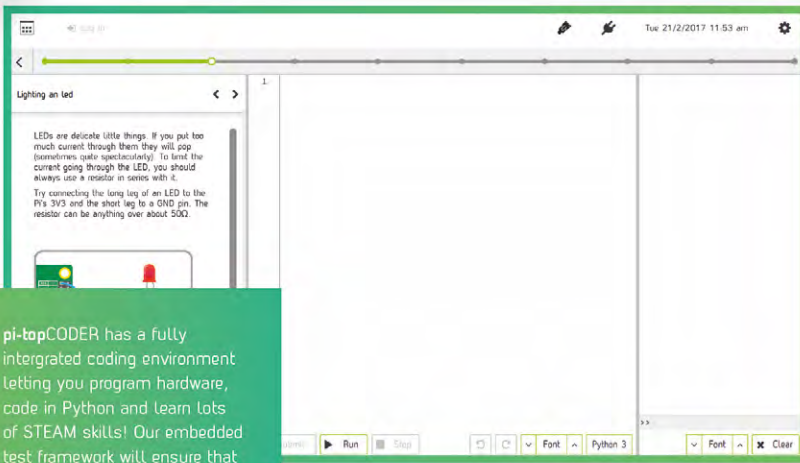 Tue 21/2/2017 11:53 am
Lighting an led
1
LEDs are delicate little things. If you put too
much current through them they will pop
(sometimes quite spectacularly). To limit the
current going through the LED, you should
always use a resistor in series with it.
Try connecting the long leg of an LED to the
Pi's 3V3 and the short leg to a GND pin. The
resistor can be anything over about 50Ω.
pi-topCODER has a fully
intergrated coding environment
letting you program hardware,
code in Python and learn lots
of STEAM skills! Our embedded
test framework will ensure that
>>
Run Stop Font Python 3 Font Clear